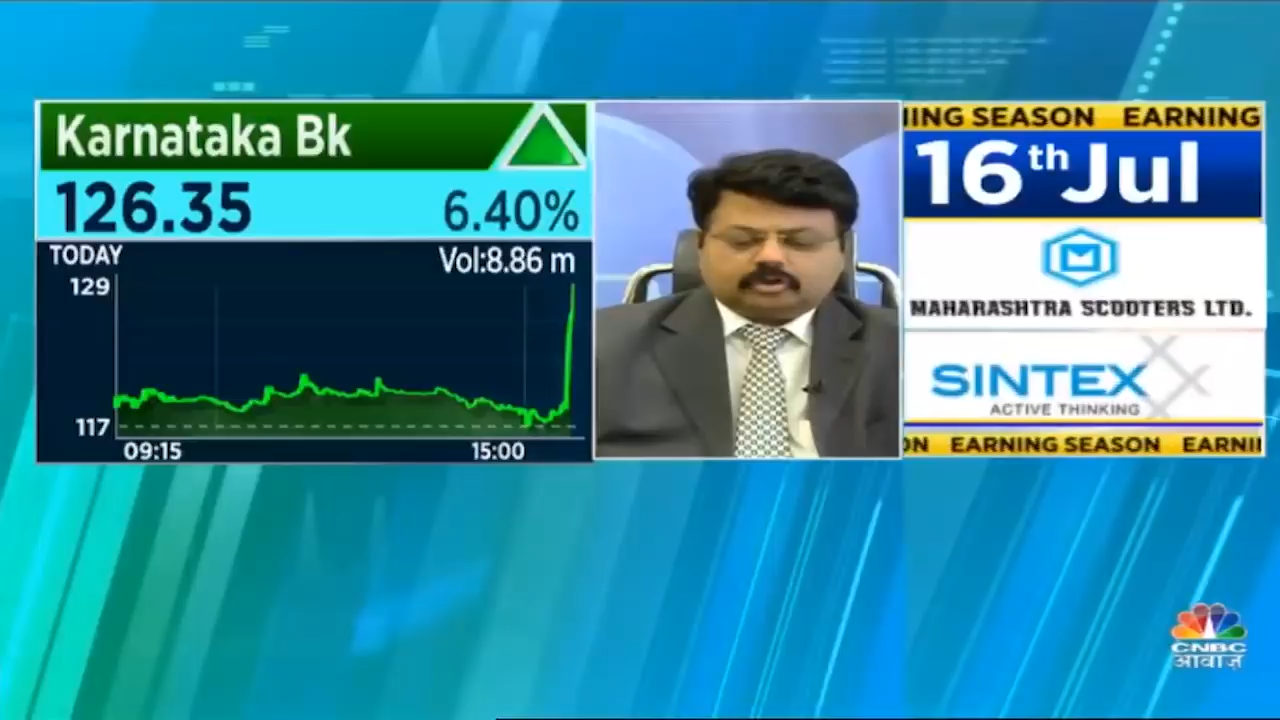 Karnataka Bk
126.35 6.40%
TODAY Vol:8.86 m
129
117
09:15 15:00
ING SEASON EARNING
16th Jul
MAHARASHTRA SCOOTERS LTD.
SINTEX
ACTIVE THINKING
ON EARNING SEASON EARNI
CNBC
आवाज़